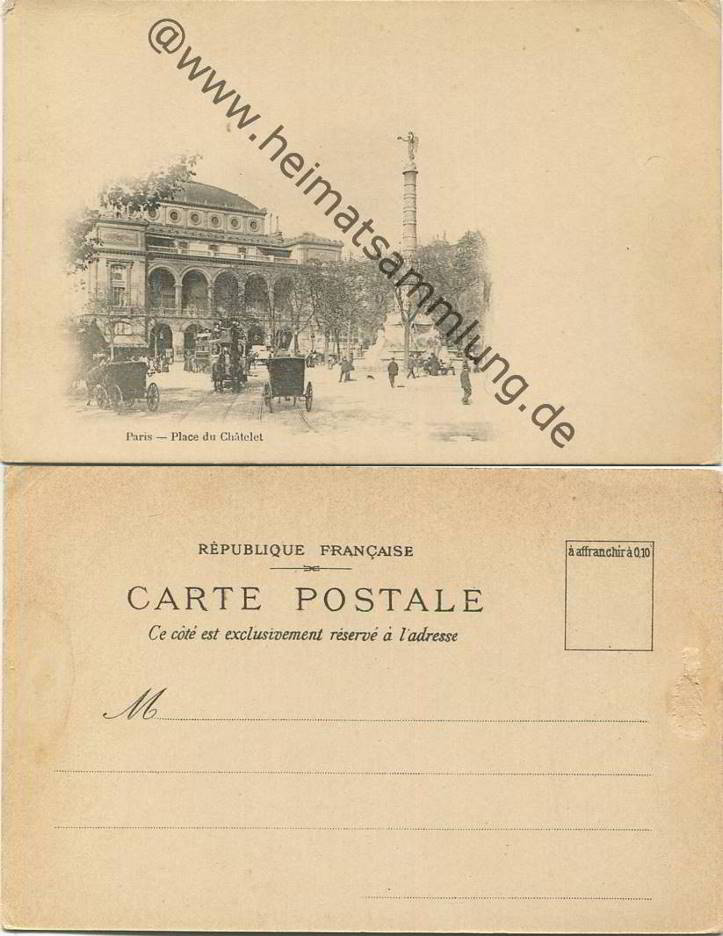 @www.heimatsammlung.de
Paris — Place du Châtelet
RÉPUBLIQUE FRANÇAISE
à affranchir à 0,10
CARTE POSTALE
Ce côté est exclusivement réservé à l'adresse
M